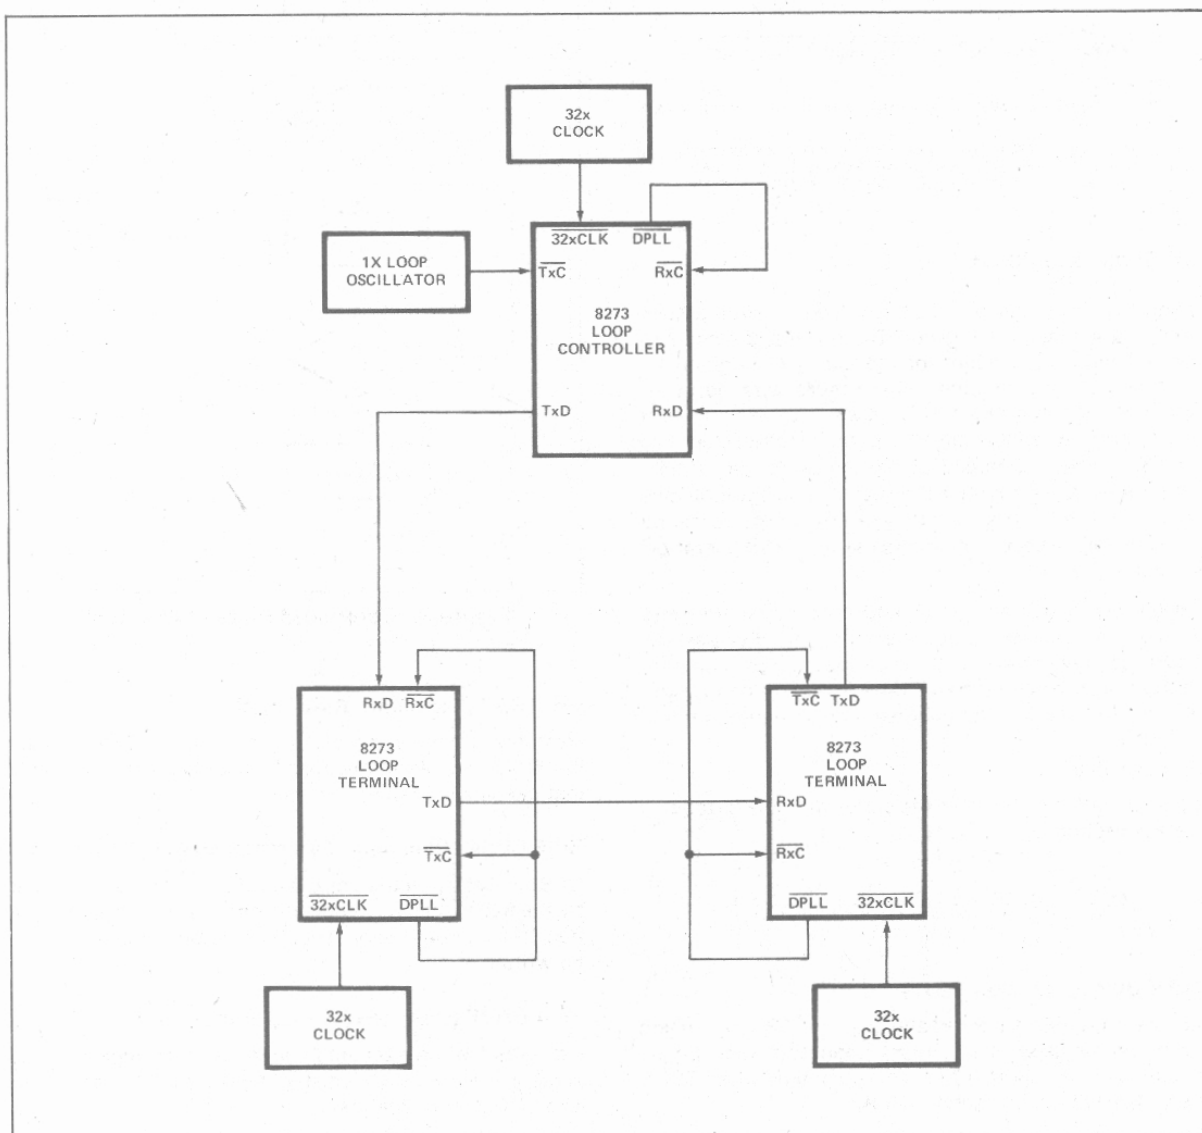 32x
CLOCK
32xCLK DPLL
1X LOOP
OSCILLATOR
TxC RxC
8273
LOOP
CONTROLLER
TxD RxD
RxD RxC
8273
LOOP
TERMINAL
TxD
TxC
32xCLK DPLL
32x
CLOCK
TxC TxD
8273
LOOP
TERMINAL
RxD
RxC
DPLL 32xCLK
32x
CLOCK